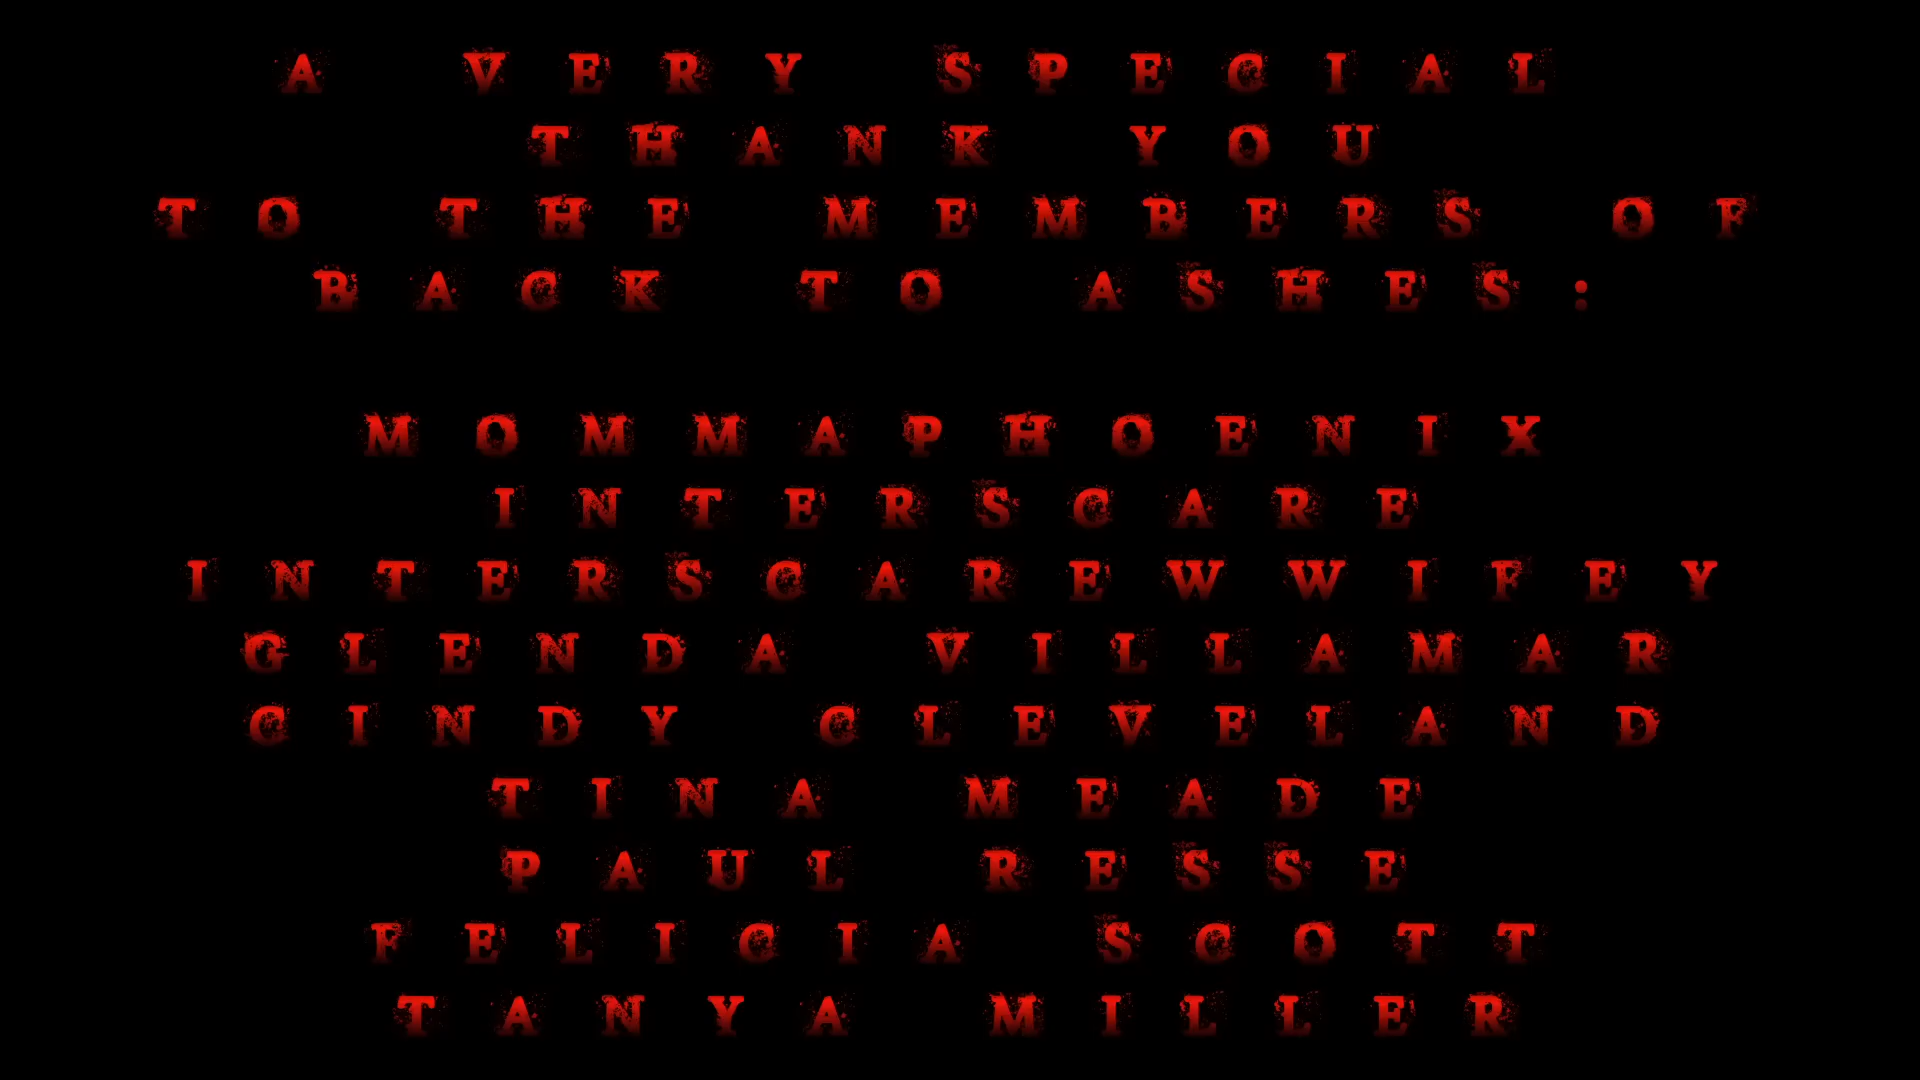 A VERY SPECIAL
THANK YOU
TO THE MEMBERS OF
BACK TO ASHES:
MOMMAPHOENIX
INTERSCARE
INTERSCAREWWIFEY
GLENDA VILLAMAR
CINDY CLEVELAND
TINA MEADE
PAUL RESSE
FELICIA SCOTT
TANYA MILLER